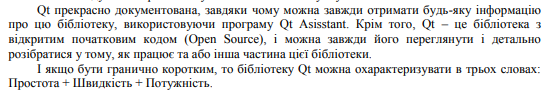 Qt прекрасно документована, завдяки чому можна завжди отримати будь-яку інформацію
про цю бібліотеку, використовуючи програму Qt Asisstant. Крім того, Qt – це бібліотека з
відкритим початковим кодом (Open Source), і можна завжди його переглянути і детально
розібратися у тому, як працює та або інша частина цієї бібліотеки.
І якщо бути гранично коротким, то бібліотеку Qt можна охарактеризувати в трьох словах:
Простота + Швидкість + Потужність.